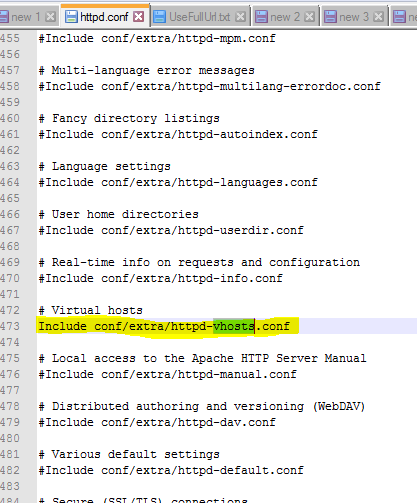 new 1 httpd.conf UseFullUrl.txt new 2 new 3
455 #Include conf/extra/httpd-mpm.conf
456
457 # Multi-language error messages
458 #Include conf/extra/httpd-multilang-errordoc.conf
459
460 # Fancy directory listings
461 #Include conf/extra/httpd-autoindex.conf
462
463 # Language settings
464 #Include conf/extra/httpd-languages.conf
465
466 # User home directories
467 #Include conf/extra/httpd-userdir.conf
468
469 # Real-time info on requests and configuration
470 #Include conf/extra/httpd-info.conf
471
472 # Virtual hosts
473 Include conf/extra/httpd-vhosts.conf
474
475 # Local access to the Apache HTTP Server Manual
476 #Include conf/extra/httpd-manual.conf
477
478 # Distributed authoring and versioning (WebDAV)
479 #Include conf/extra/httpd-dav.conf
480
481 # Various default settings
482 #Include conf/extra/httpd-default.conf
483
484 # Secure (SSL/TLS) connections